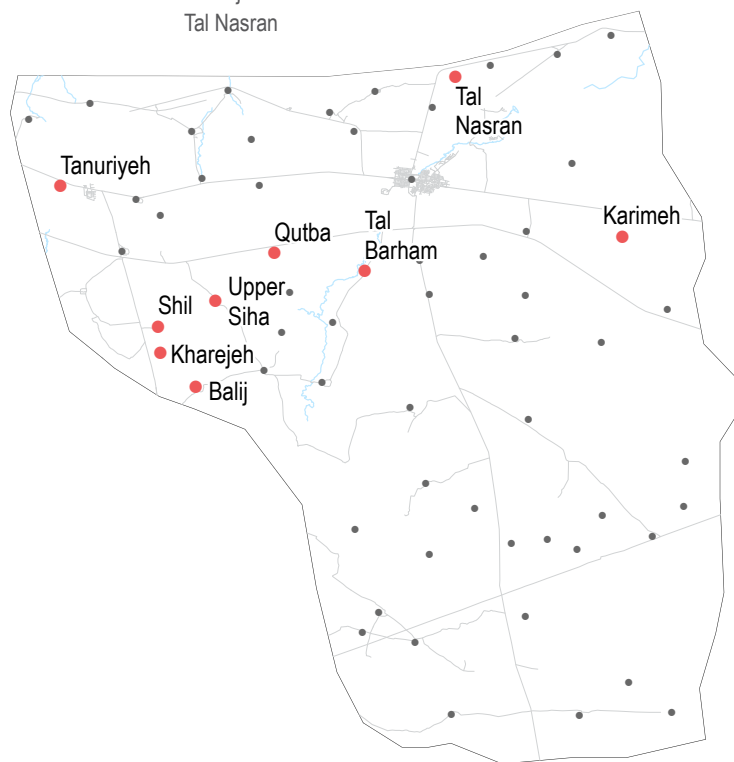 Tal Nasran
Tal
Nasran
Tanuriyeh
Karimeh
Qutba
Tal
Barham
Upper
Siha
Shil
Kharejeh
Balij